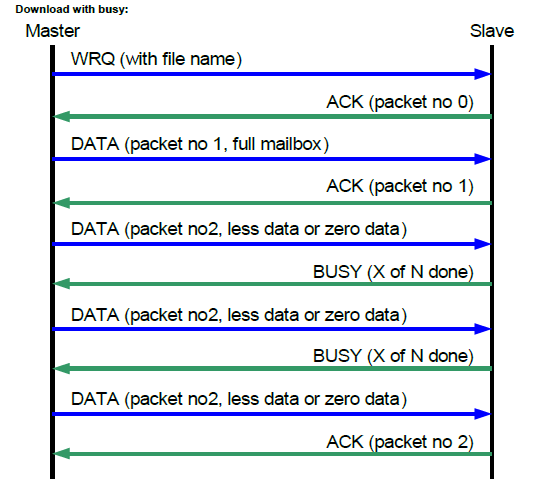 Download with busy:
Master Slave
WRQ (with file name)
ACK (packet no 0)
DATA (packet no 1, full mailbox)
ACK (packet no 1)
DATA (packet no2, less data or zero data)
BUSY (X of N done)
DATA (packet no2, less data or zero data)
BUSY (X of N done)
DATA (packet no2, less data or zero data)
ACK (packet no 2)